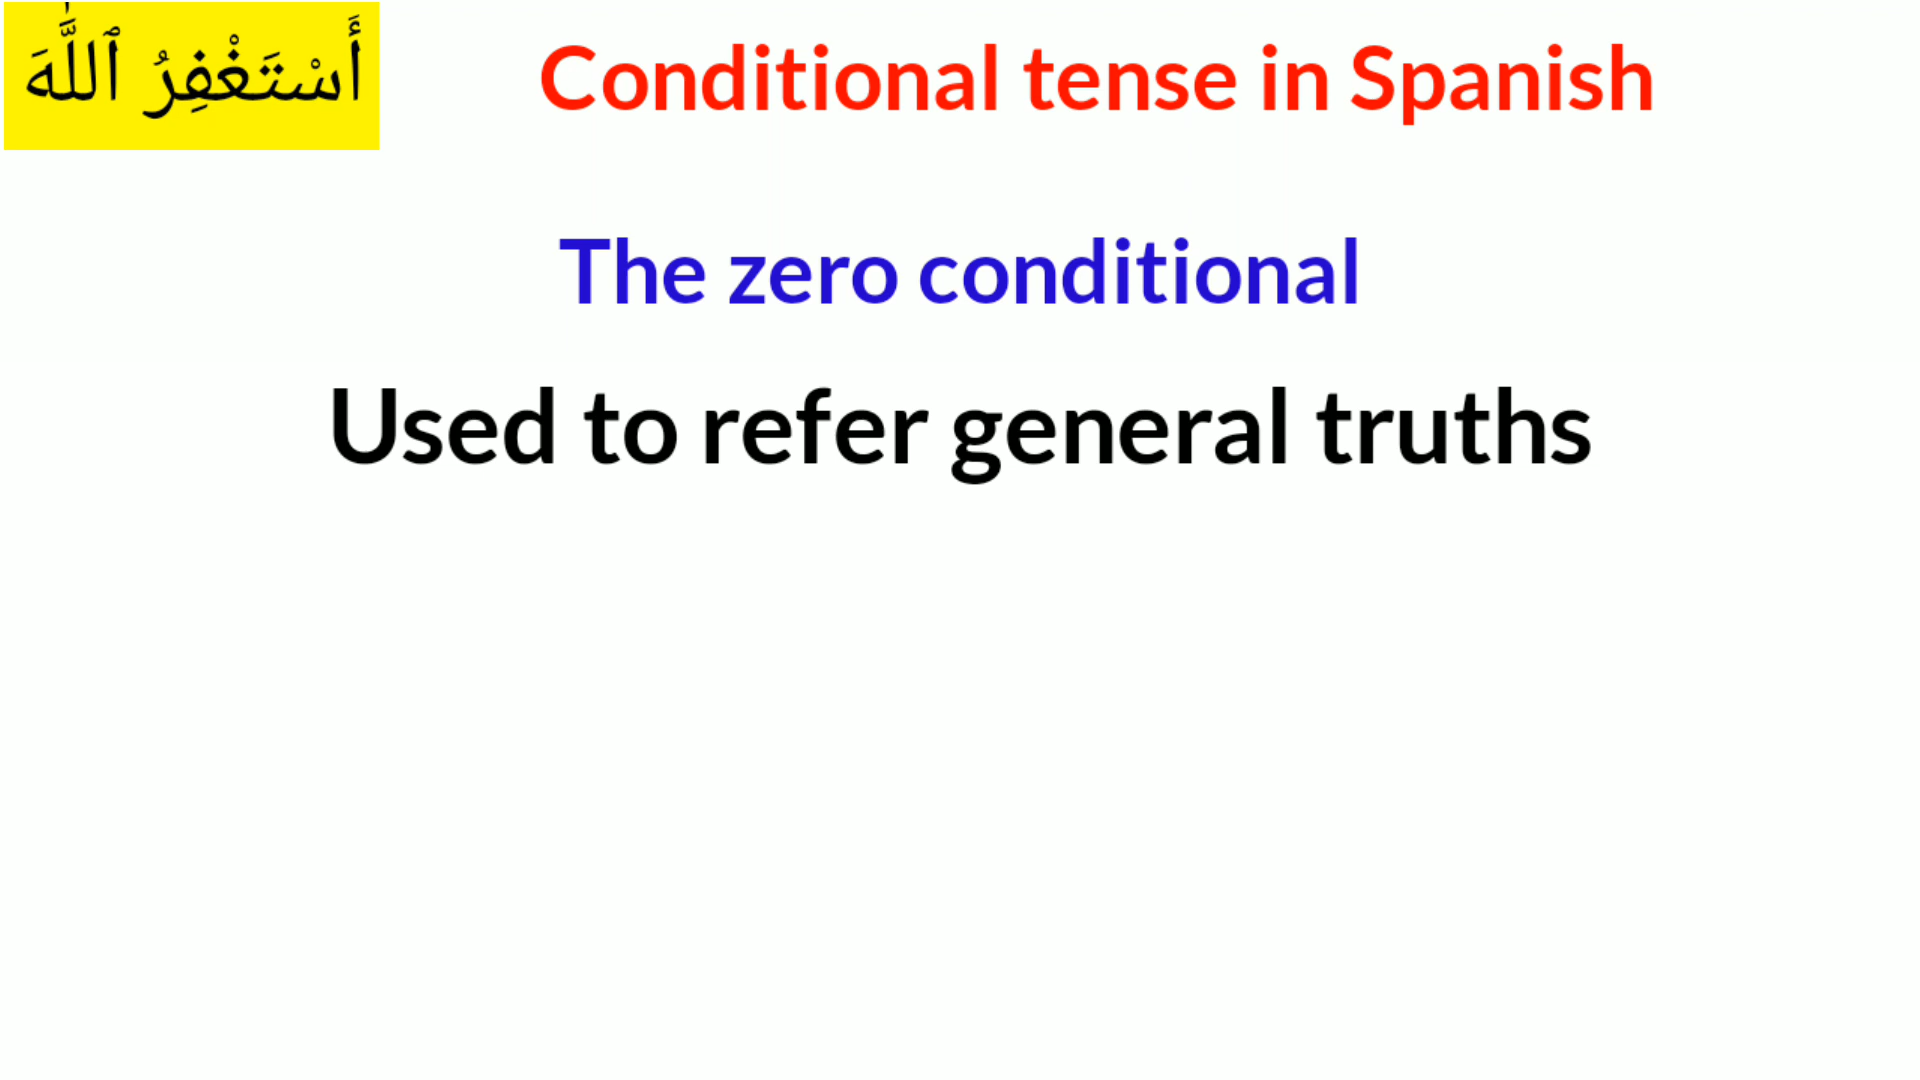 أَسْتَغْفِرُ ٱللَّٰهَ
Conditional tense in Spanish
The zero conditional
Used to refer general truths